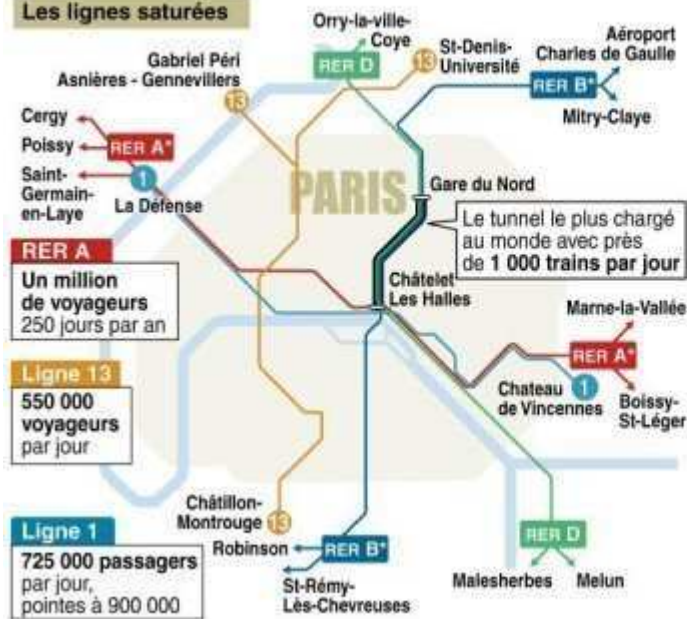 Les lignes saturées
Orry-la-ville-
Coye
RER D
Gabriel Péri
Asnières - Gennevillers
13
13
St-Denis-
Université
Aéroport
Charles de Gaulle
RER B*
Mitry-Claye
Cergy
Poissy
Saint-
Germain-
en-Laye
RER A*
1
La Défense
PARIS
Gare du Nord
Le tunnel le plus chargé
au monde avec près
de 1 000 trains par jour
RER A
Un million
de voyageurs
250 jours par an
Châtelet
Les Halles
Marne-la-Vallée
RER A*
1
Chateau
de Vincennes
Boissy-
St-Léger
Ligne 13
550 000
voyageurs
par jour
Châtillon-
Montrouge
13
Robinson
RER B*
St-Rémy-
Lès-Chevreuses
RER D
Malesherbes
Melun
Ligne 1
725 000 passagers
par jour,
pointes à 900 000